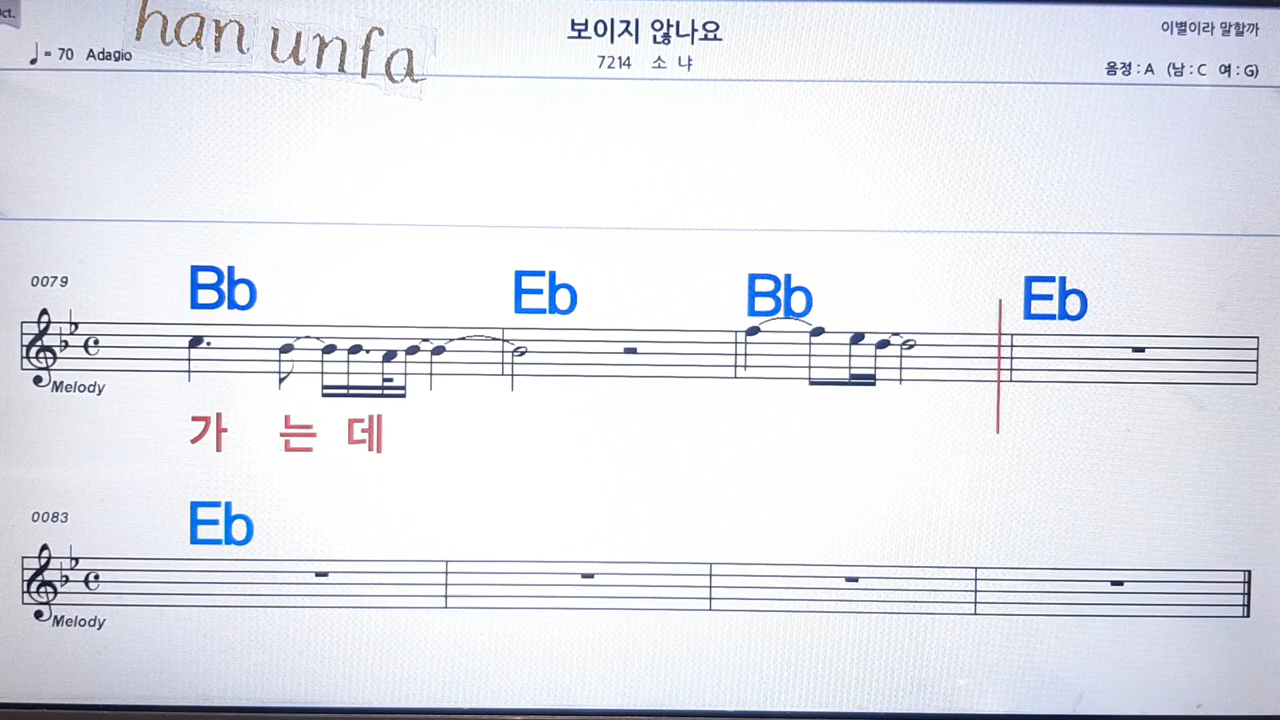 ct.
han unfa
보이지 않나요
이별이라 말할까
♩= 70 Adagio
7214 소 냐
음정 : A (남 : C 여 : G)
Bb Eb Bb Eb
0079
Melody
가 는 데
Eb
0083
Melody